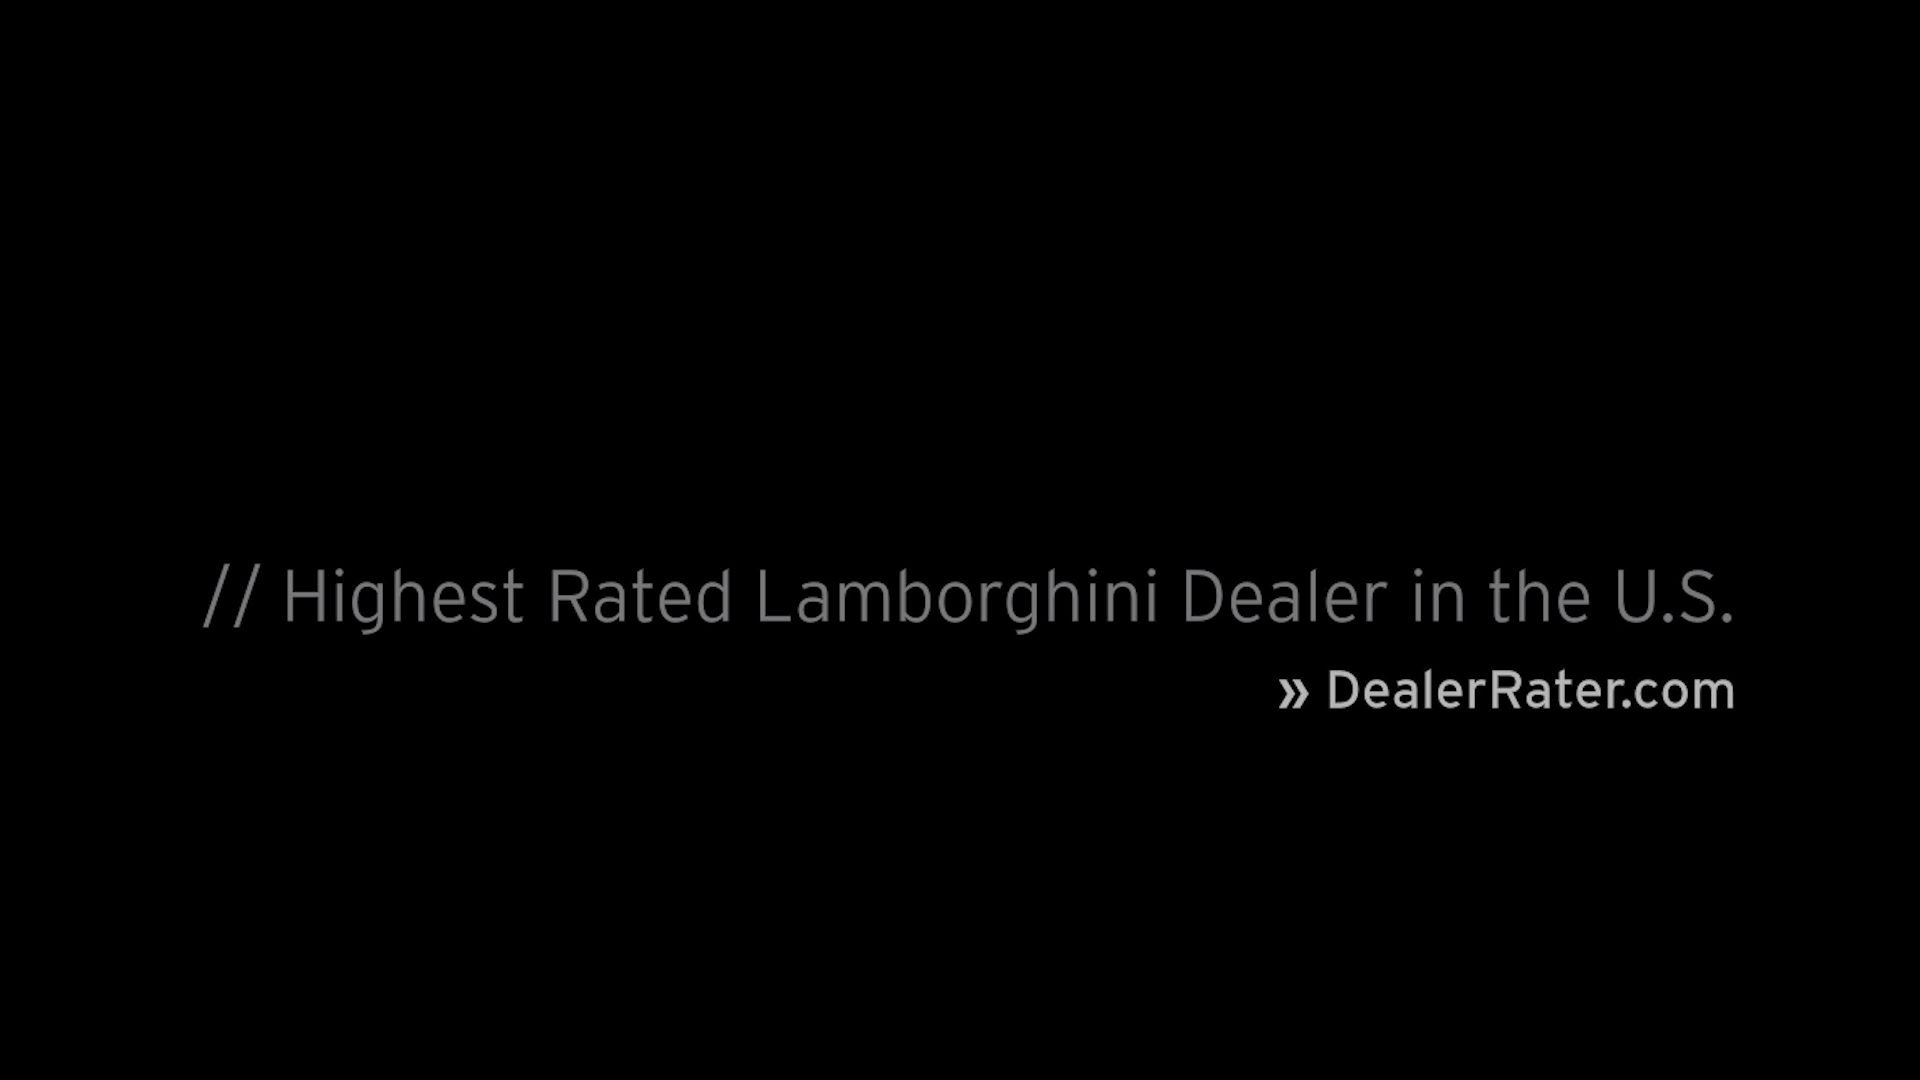 // Highest Rated Lamborghini Dealer in the U.S.
» DealerRater.com